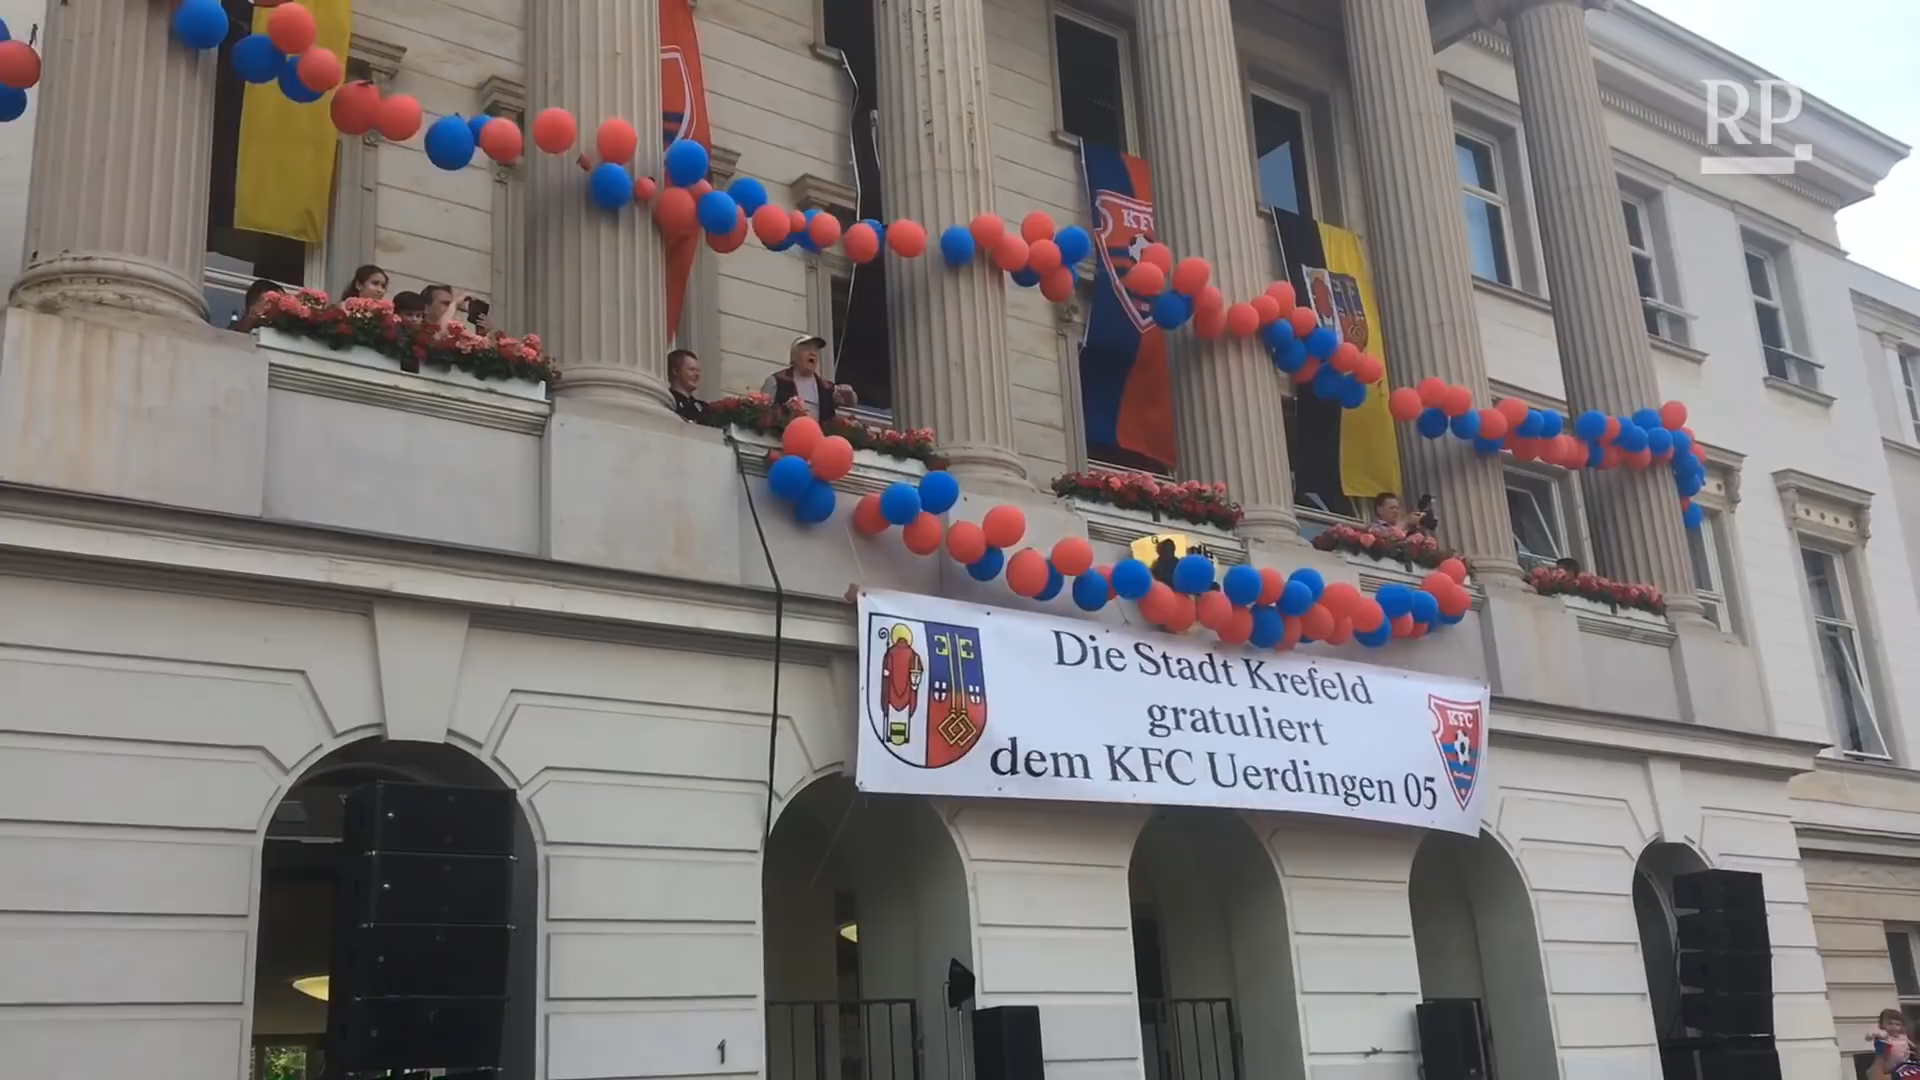 RP.
KFC
Die Stadt Krefeld
gratuliert
dem KFC Uerdingen 05
KFC
1